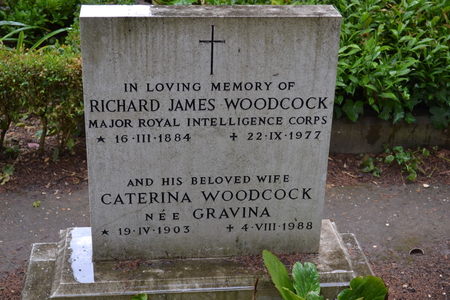 IN LOVING MEMORY OF
RICHARD JAMES WOODCOCK
MAJOR ROYAL INTELLIGENCE CORPS
★ 16·III·1884 + 22·IX·1977
AND HIS BELOVED WIFE
CATERINA WOODCOCK
NÉE GRAVINA
★ 19·IV·1903 + 4·VIII·1988